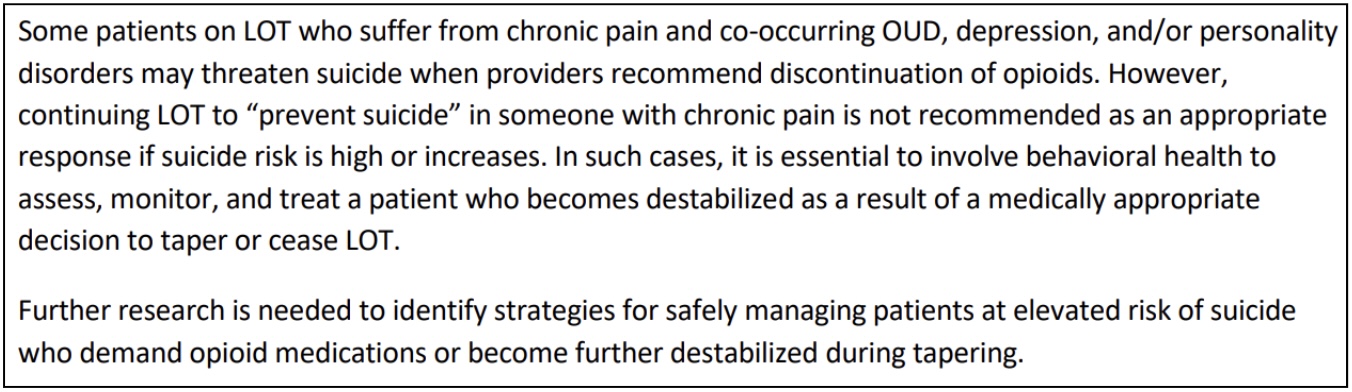 Some patients on LOT who suffer from chronic pain and co-occurring OUD, depression, and/or personality
disorders may threaten suicide when providers recommend discontinuation of opioids. However,
continuing LOT to “prevent suicide” in someone with chronic pain is not recommended as an appropriate
response if suicide risk is high or increases. In such cases, it is essential to involve behavioral health to
assess, monitor, and treat a patient who becomes destabilized as a result of a medically appropriate
decision to taper or cease LOT.
Further research is needed to identify strategies for safely managing patients at elevated risk of suicide
who demand opioid medications or become further destabilized during tapering.